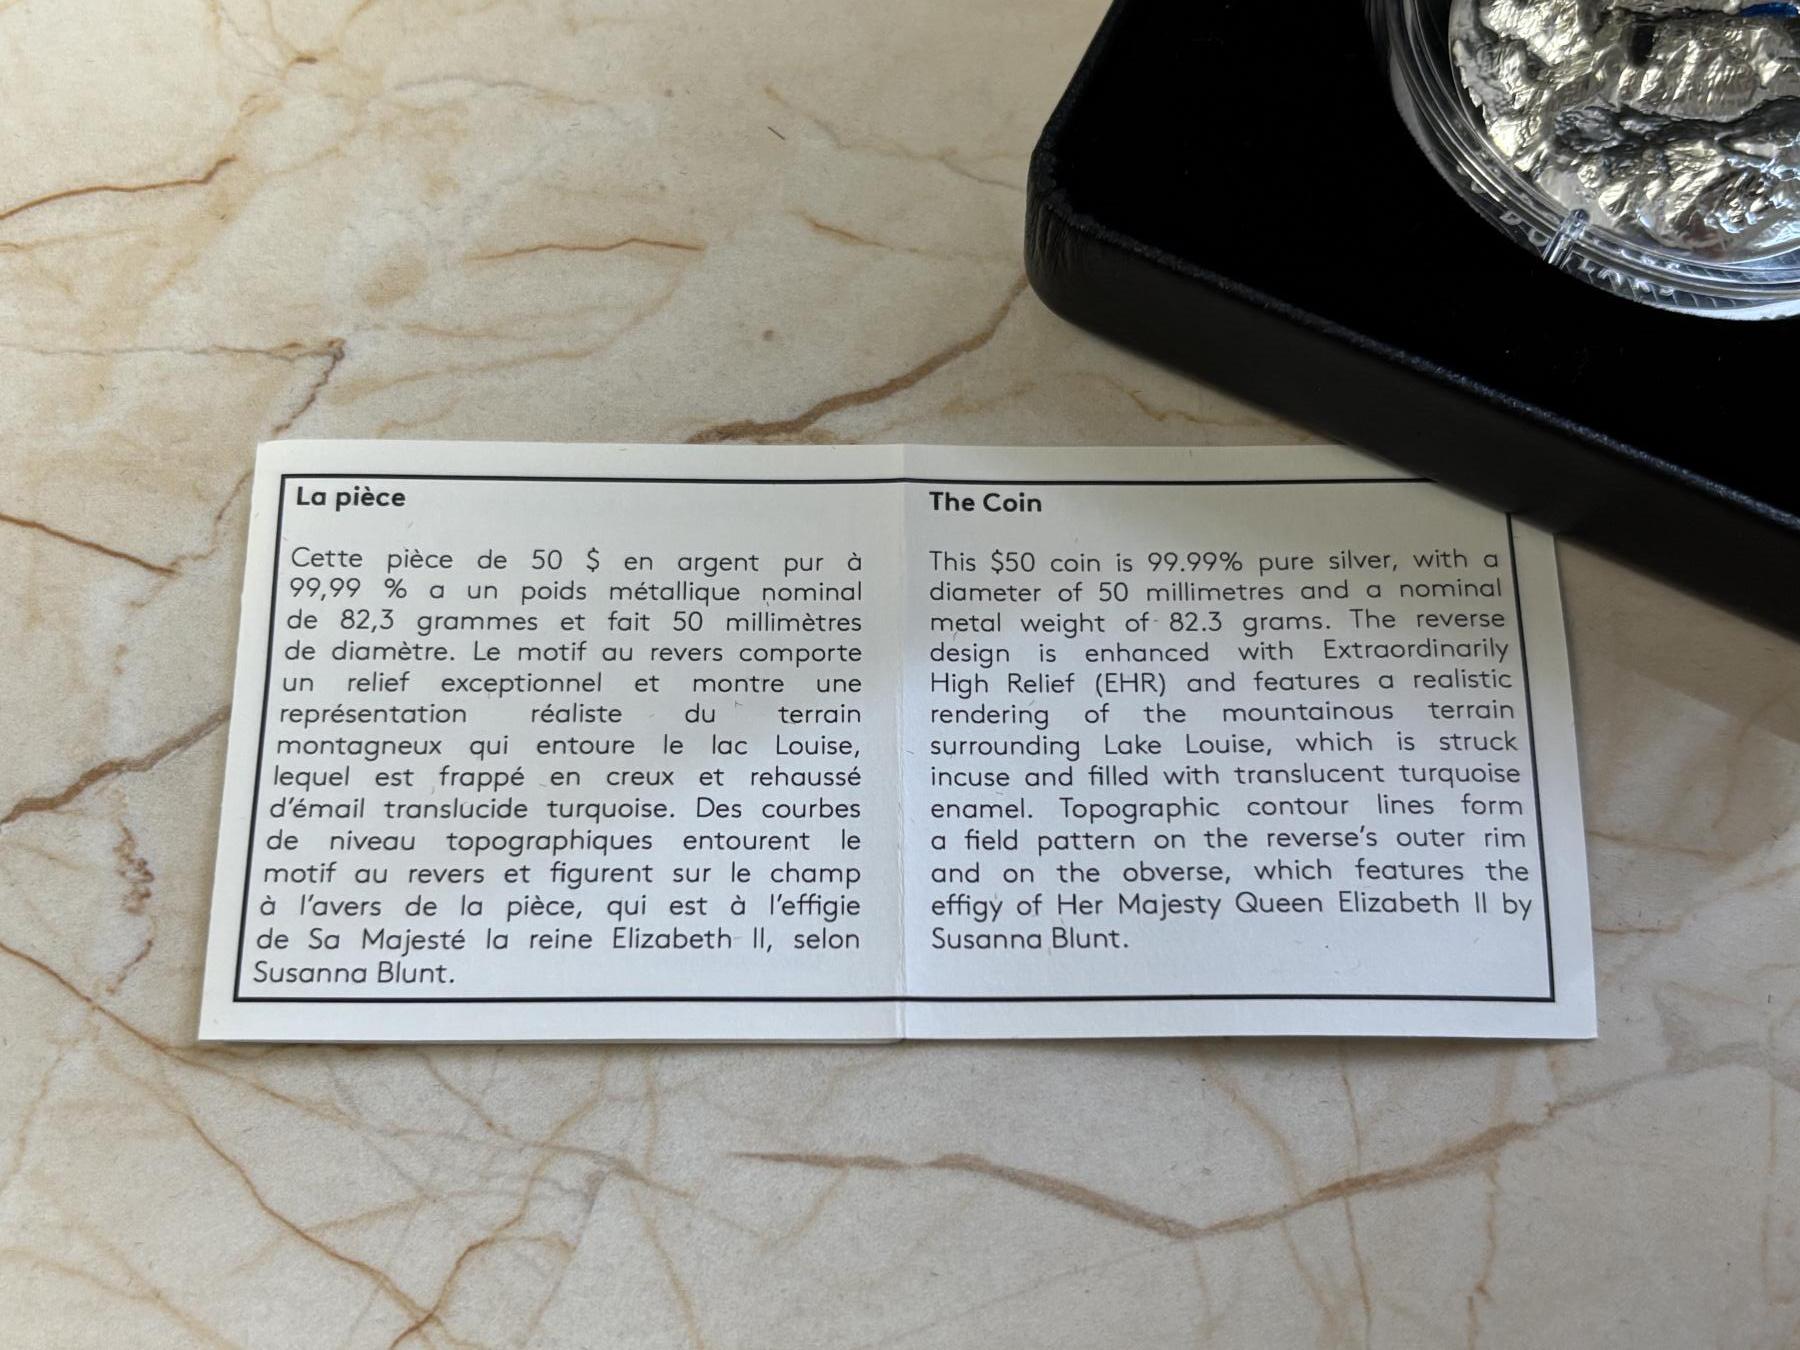 La pièce
Cette pièce de 50 $ en argent pur à
99,99 % a un poids métallique nominal
de 82,3 grammes et fait 50 millimètres
de diamètre. Le motif au revers comporte
un relief exceptionnel et montre une
représentation réaliste du terrain
montagneux qui entoure le lac Louise,
lequel est frappé en creux et rehaussé
d'émail translucide turquoise. Des courbes
de niveau topographiques entourent le
motif au revers et figurent sur le champ
à l'avers de la pièce, qui est à l'effigie
de Sa Majesté la reine Elizabeth II, selon
Susanna Blunt.
The Coin
This $50 coin is 99.99% pure silver, with a
diameter of 50 millimetres and a nominal
metal weight of 82.3 grams. The reverse
design is enhanced with Extraordinarily
High Relief (EHR) and features a realistic
rendering of the mountainous terrain
surrounding Lake Louise, which is struck
incuse and filled with translucent turquoise
enamel. Topographic contour lines form
a field pattern on the reverse's outer rim
and on the obverse, which features the
effigy of Her Majesty Queen Elizabeth II by
Susanna Blunt.